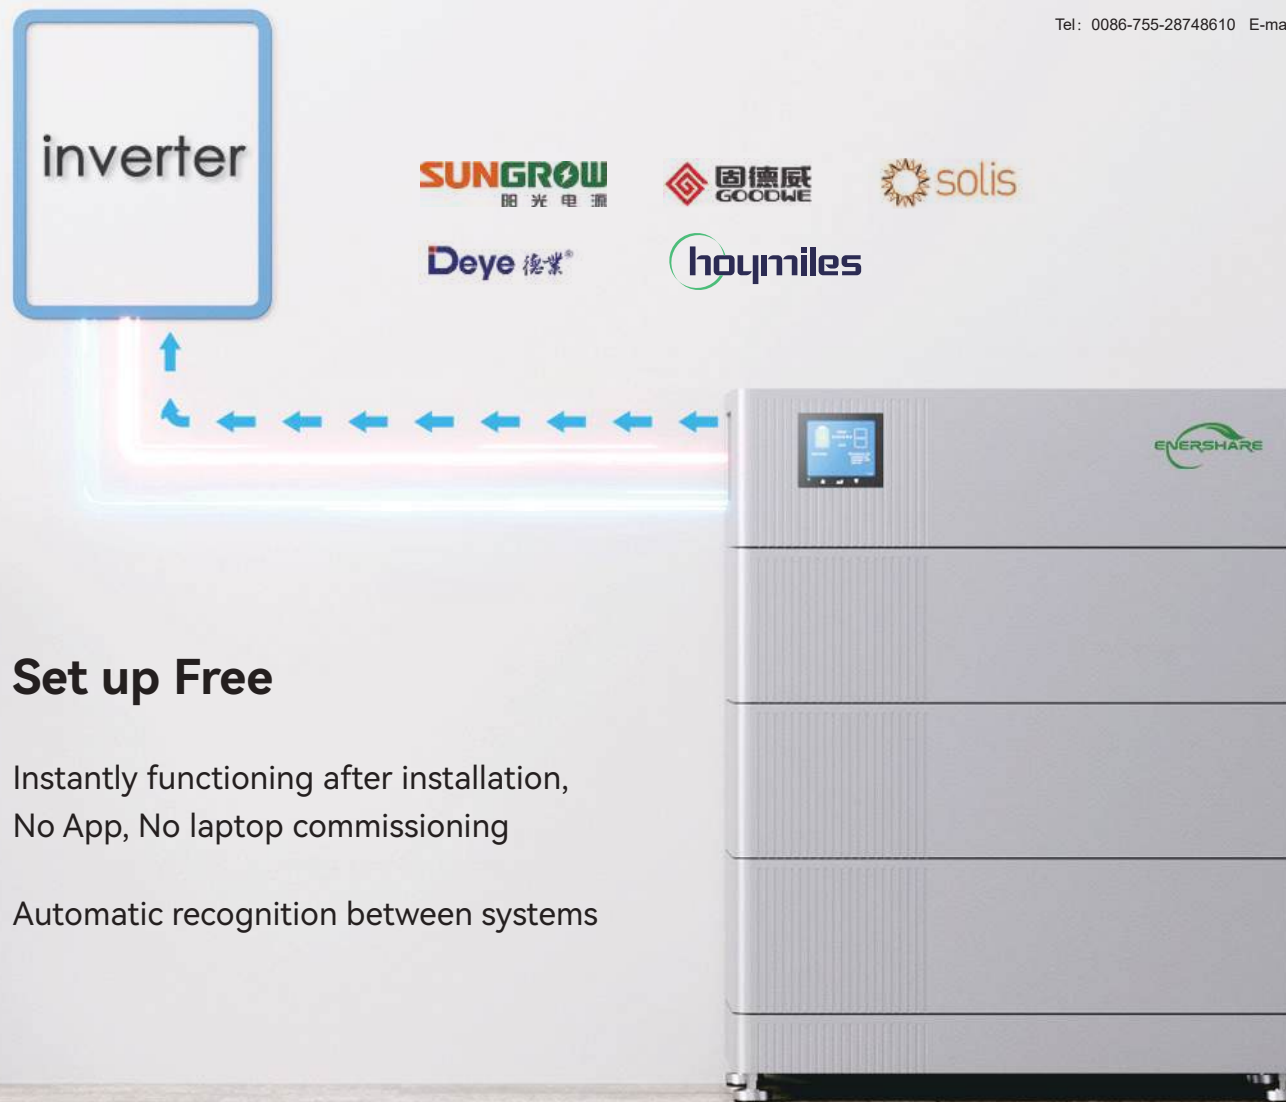 Tel: 0086-755-28748610 E-ma
inverter
SUNGROW
阳光电源
固德威
GOODWE
solis
Deye 德業®
hoymiles
ENERSHARE
Set up Free
Instantly functioning after installation,
No App, No laptop commissioning
Automatic recognition between systems